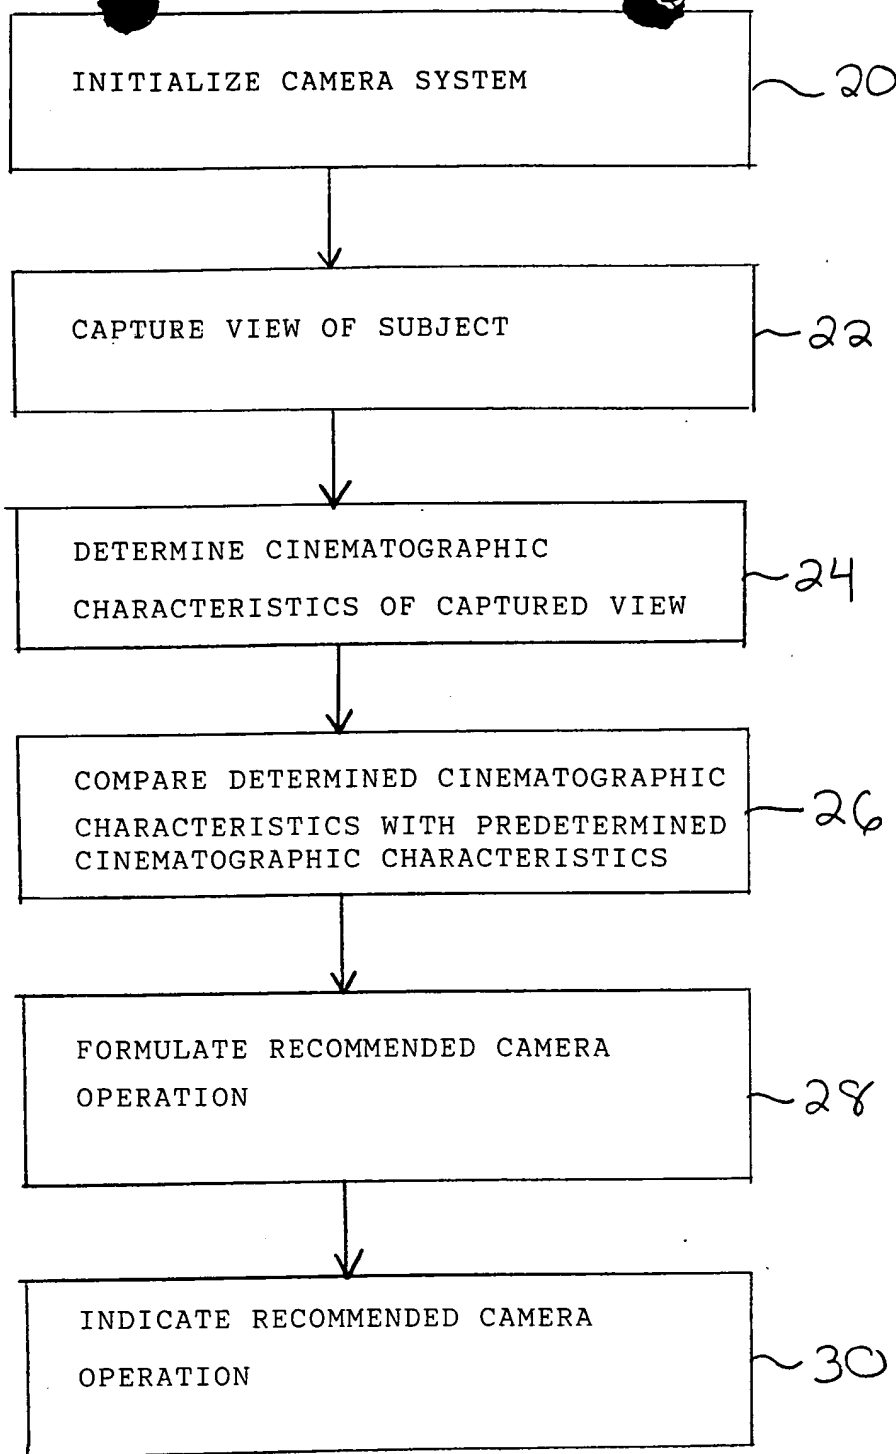 INITIALIZE CAMERA SYSTEM
20
CAPTURE VIEW OF SUBJECT
22
DETERMINE CINEMATOGRAPHIC
CHARACTERISTICS OF CAPTURED VIEW
24
COMPARE DETERMINED CINEMATOGRAPHIC
CHARACTERISTICS WITH PREDETERMINED
CINEMATOGRAPHIC CHARACTERISTICS
26
FORMULATE RECOMMENDED CAMERA
OPERATION
28
INDICATE RECOMMENDED CAMERA
OPERATION
30